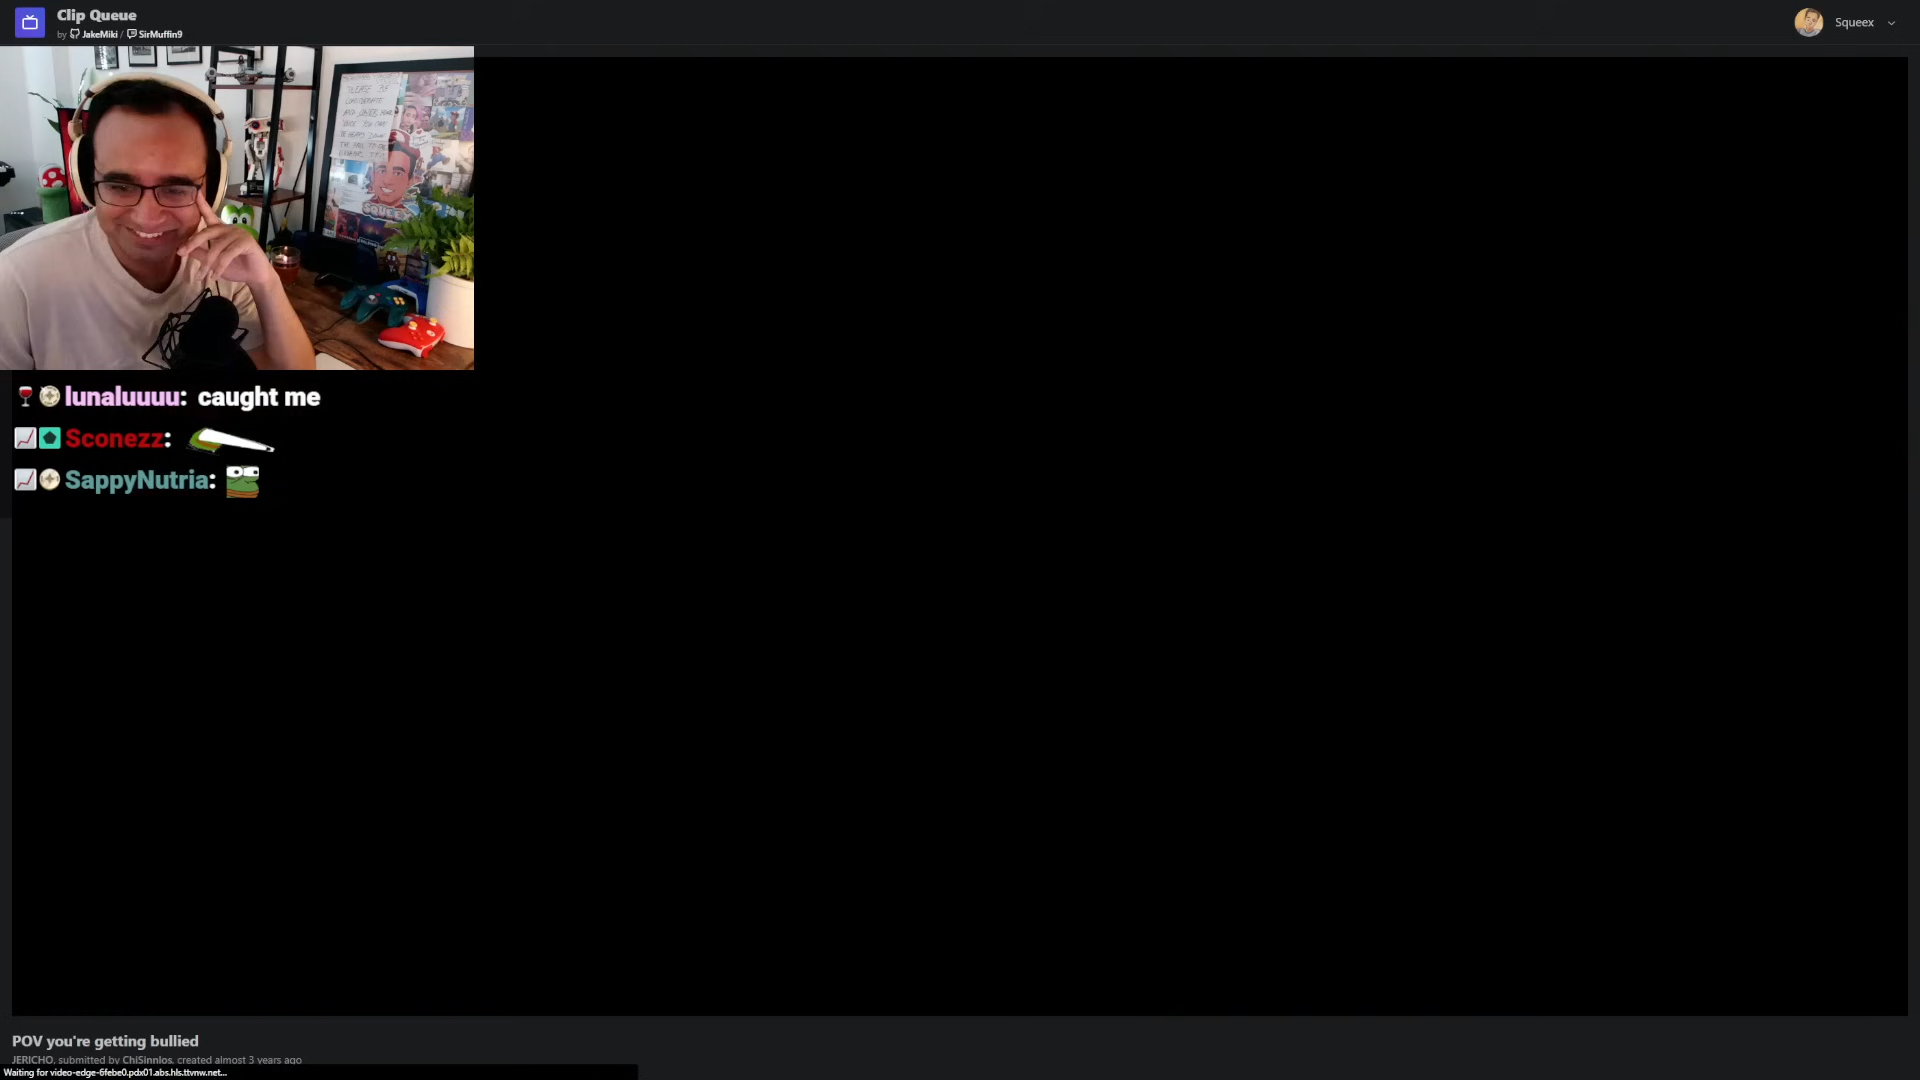 Clip Queue
by JakeMiki / SirMuffin9
Squeex
SQUEE
lunaluuuu: caught me
Sconezz:
SappyNutria:
POV you're getting bullied
JERICHO, submitted by ChiSinnlos, created almost 3 years ago
Waiting for video-edge-6febe0.pdx01.abs.hls.ttvnw.net...